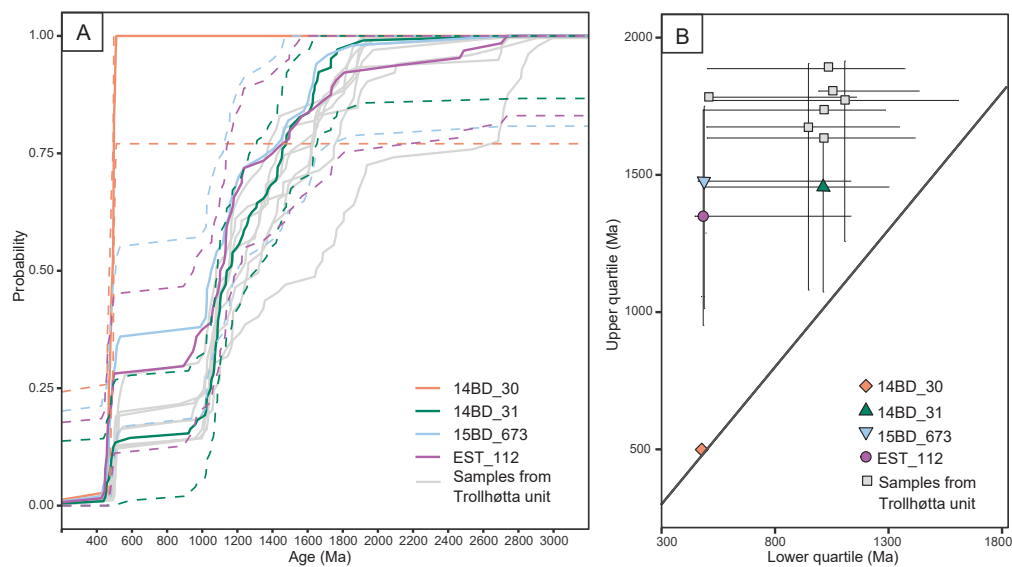 A
1.00
0.75
0.50
0.25
0.00
Probability
400 600 800 1000 1200 1400 1600 1800 2000 2200 2400 2600 2800 3000
Age (Ma)
14BD_30
14BD_31
15BD_673
EST_112
Samples from
Trollhøtta unit
B
2000
1500
1000
500
Upper quartile (Ma)
300 800 1300 1800
Lower quartile (Ma)
14BD_30
14BD_31
15BD_673
EST_112
Samples from
Trollhøtta unit